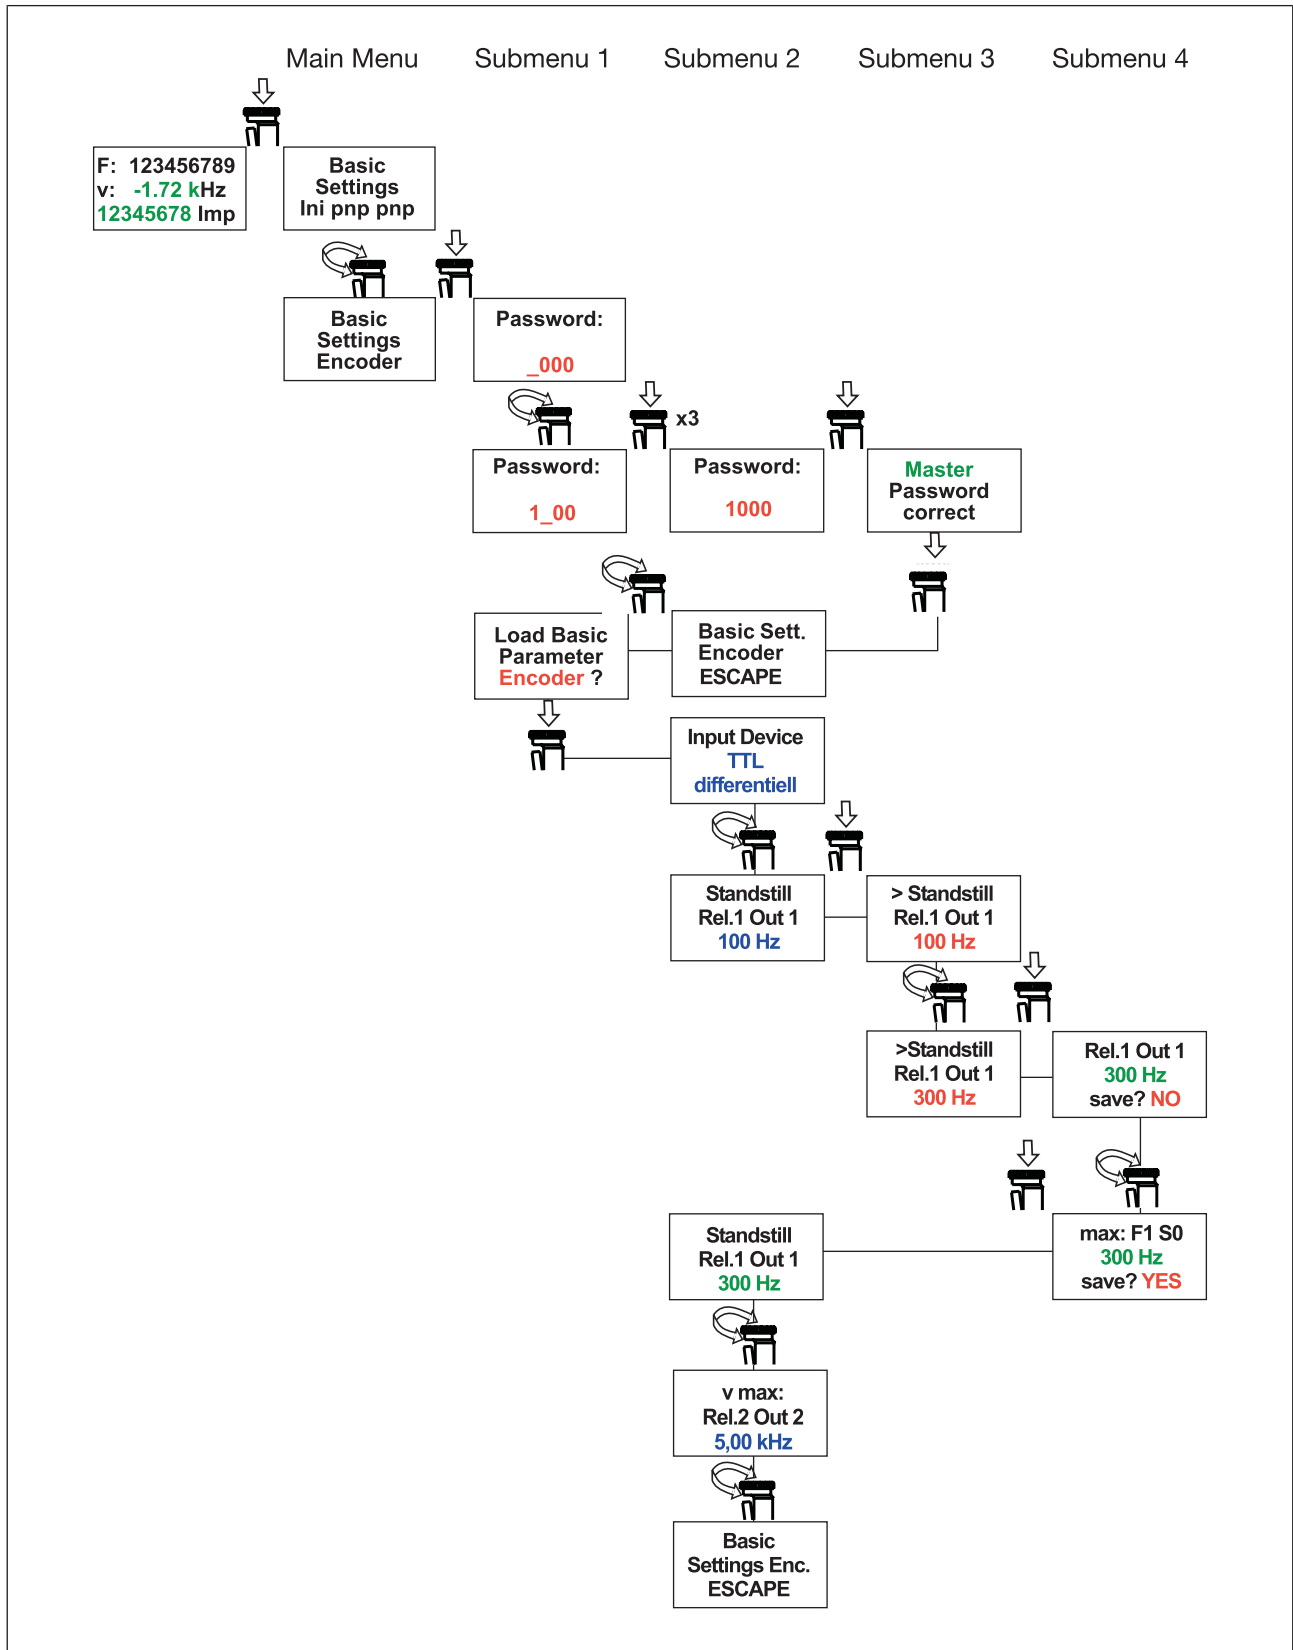 Main Menu
Submenu 1
Submenu 2
Submenu 3
Submenu 4
F: 123456789
v: -1.72 kHz
12345678 Imp
Basic
Settings
Ini pnp pnp
Basic
Settings
Encoder
Password:
_000
x3
Password:
1_00
Password:
1000
Master
Password
correct
Load Basic
Parameter
Encoder ?
Basic Sett.
Encoder
ESCAPE
Input Device
TTL
differentiell
Standstill
Rel.1 Out 1
100 Hz
> Standstill
Rel.1 Out 1
100 Hz
>Standstill
Rel.1 Out 1
300 Hz
Rel.1 Out 1
300 Hz
save? NO
Standstill
Rel.1 Out 1
300 Hz
max: F1 S0
300 Hz
save? YES
v max:
Rel.2 Out 2
5,00 kHz
Basic
Settings Enc.
ESCAPE